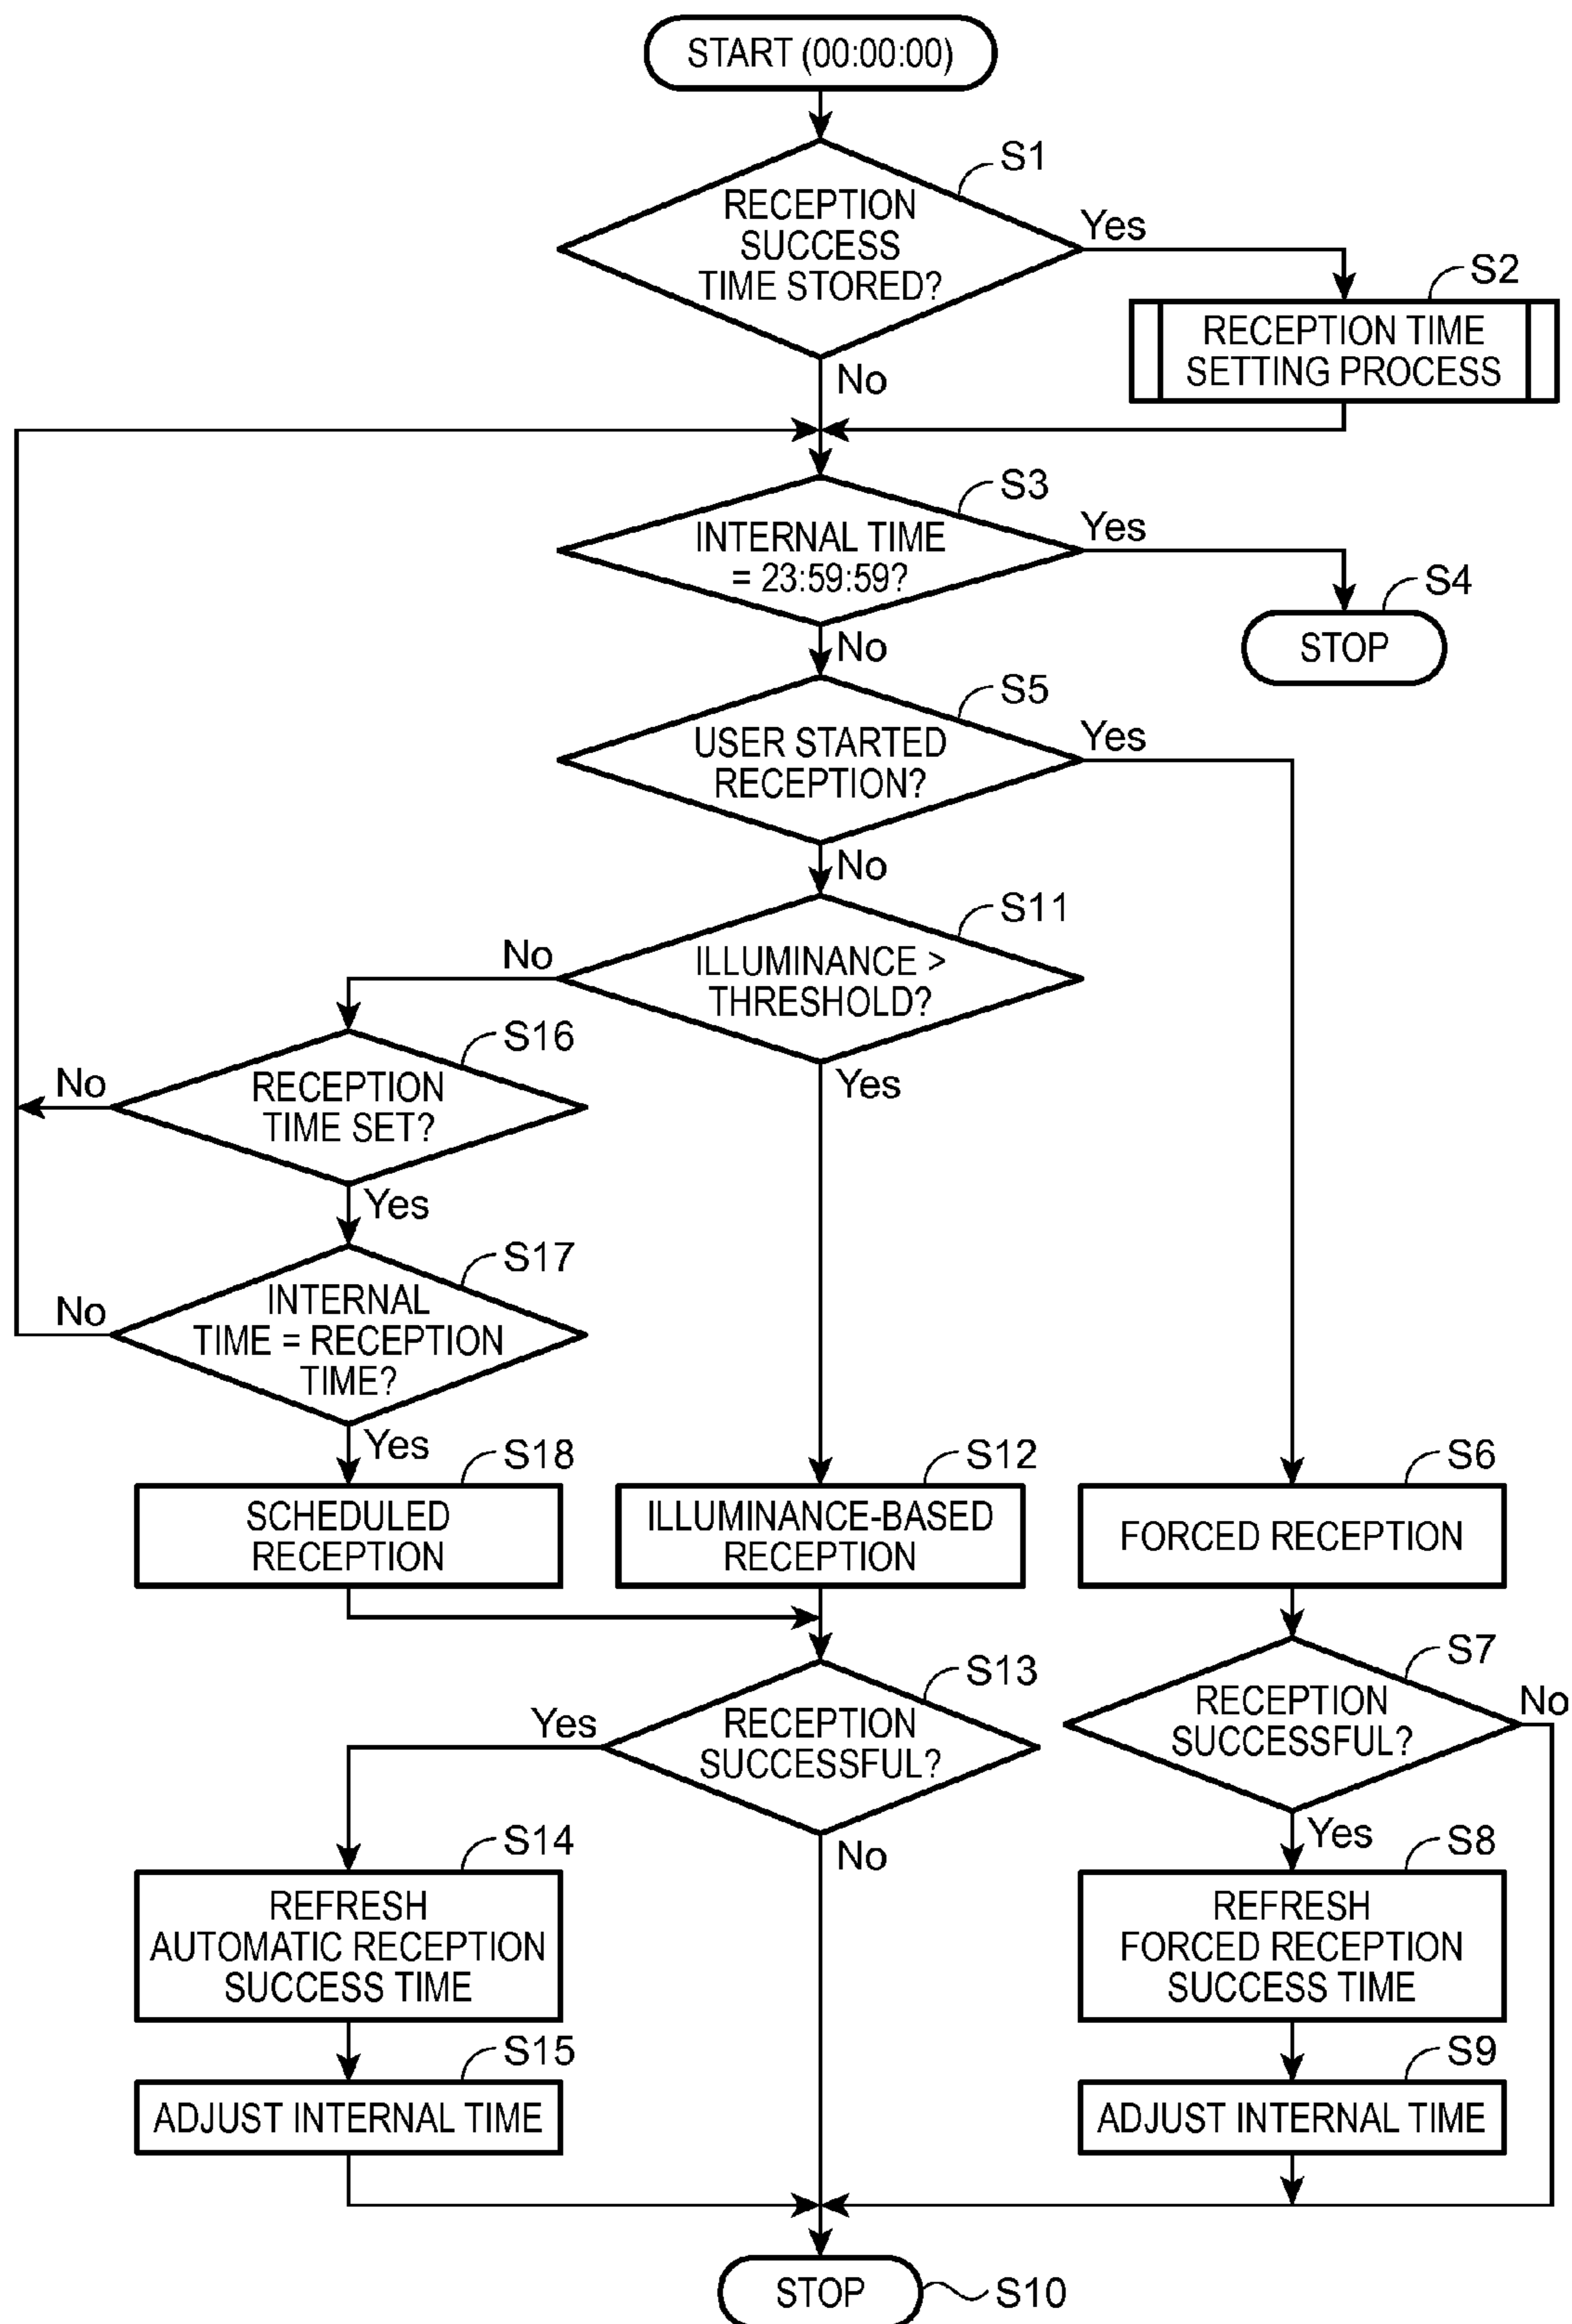 START (00:00:00)
S1
RECEPTION
SUCCESS
TIME STORED?
Yes
S2
RECEPTION TIME
SETTING PROCESS
No
S3
INTERNAL TIME
= 23:59:59?
Yes
S4
STOP
No
S5
USER STARTED
RECEPTION?
Yes
No
S11
ILLUMINANCE >
THRESHOLD?
No
Yes
S16
RECEPTION
TIME SET?
No
Yes
S17
INTERNAL
TIME = RECEPTION
TIME?
No
Yes
S18
SCHEDULED
RECEPTION
S12
ILLUMINANCE-BASED
RECEPTION
S6
FORCED RECEPTION
S13
RECEPTION
SUCCESSFUL?
Yes
No
S7
RECEPTION
SUCCESSFUL?
No
Yes
S14
REFRESH
AUTOMATIC RECEPTION
SUCCESS TIME
S8
REFRESH
FORCED RECEPTION
SUCCESS TIME
S15
ADJUST INTERNAL TIME
S9
ADJUST INTERNAL TIME
STOP
S10